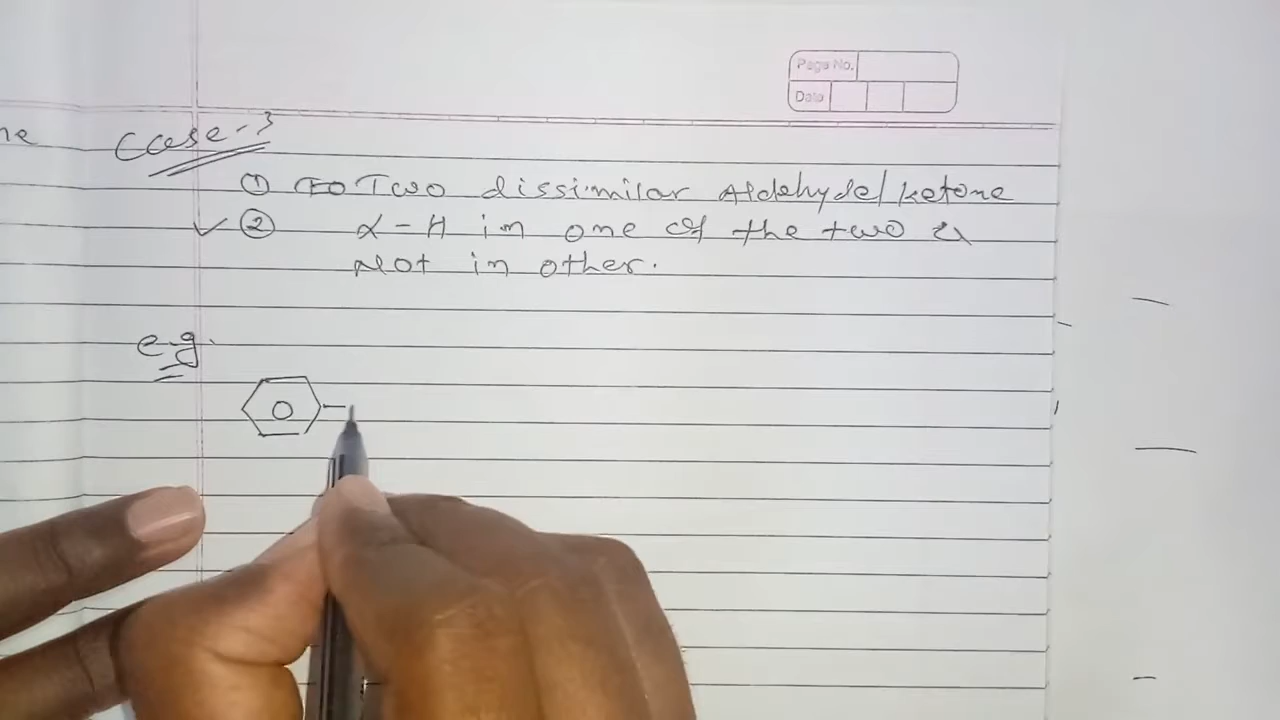 Page No.
Date
ne
Case-3
① Two dissimilar Aldehyde/ketone
② α-H in one of the two &
Not in other.
e.g.